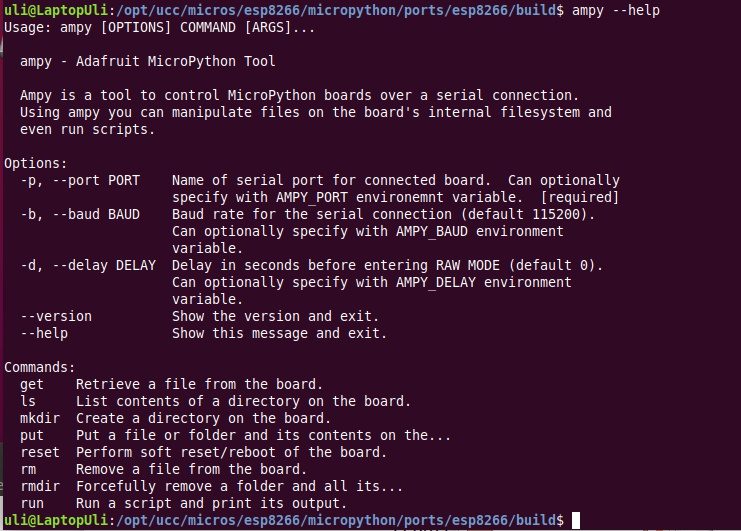 uli@LaptopUli:/opt/ucc/micros/esp8266/micropython/ports/esp8266/build$ ampy --help
Usage: ampy [OPTIONS] COMMAND [ARGS]...

  ampy - Adafruit MicroPython Tool

  Ampy is a tool to control MicroPython boards over a serial connection.
  Using ampy you can manipulate files on the board's internal filesystem and
  even run scripts.

Options:
  -p, --port PORT    Name of serial port for connected board.  Can optionally
                     specify with AMPY_PORT environemnt variable.  [required]
  -b, --baud BAUD    Baud rate for the serial connection (default 115200).
                     Can optionally specify with AMPY_BAUD environment
                     variable.
  -d, --delay DELAY  Delay in seconds before entering RAW MODE (default 0).
                     Can optionally specify with AMPY_DELAY environment
                     variable.
  --version          Show the version and exit.
  --help             Show this message and exit.

Commands:
  get    Retrieve a file from the board.
  ls     List contents of a directory on the board.
  mkdir  Create a directory on the board.
  put    Put a file or folder and its contents on the...
  reset  Perform soft reset/reboot of the board.
  rm     Remove a file from the board.
  rmdir  Forcefully remove a folder and all its...
  run    Run a script and print its output.
uli@LaptopUli:/opt/ucc/micros/esp8266/micropython/ports/esp8266/build$